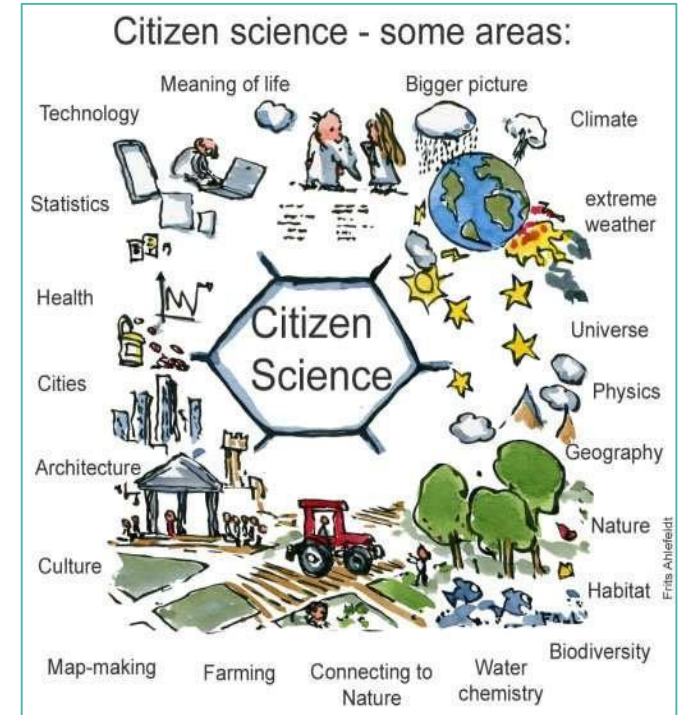 Citizen science - some areas:
Meaning of life
Bigger picture
Technology
Climate
Statistics
extreme
weather
Health
Citizen
Science
Universe
Cities
Physics
Architecture
Geography
Nature
Culture
Habitat
Frits Ahlefeldt
Biodiversity
Map-making
Farming
Connecting to
Nature
Water
chemistry